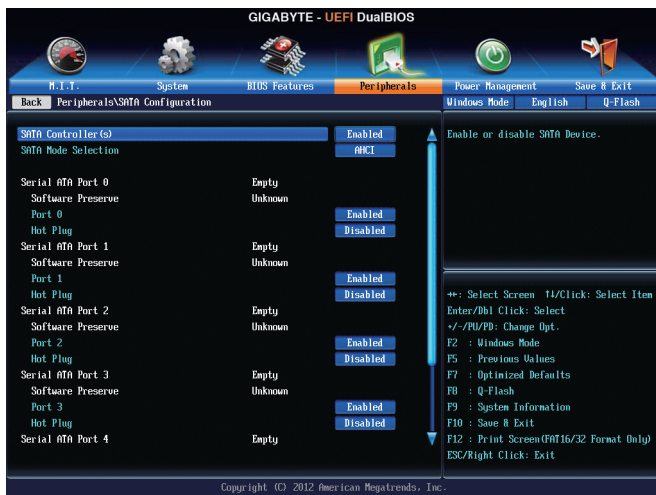 GIGABYTE - UEFI DualBIOS
M.I.T. System BIOS Features Peripherals Power Management Save & Exit
Back Peripherals\SATA Configuration Windows Mode English Q-Flash
SATA Controller(s) Enabled
SATA Mode Selection AHCI
Serial ATA Port 0 Empty
Software Preserve Unknown
Port 0 Enabled
Hot Plug Disabled
Serial ATA Port 1 Empty
Software Preserve Unknown
Port 1 Enabled
Hot Plug Disabled
Serial ATA Port 2 Empty
Software Preserve Unknown
Port 2 Enabled
Hot Plug Disabled
Serial ATA Port 3 Empty
Software Preserve Unknown
Port 3 Enabled
Hot Plug Disabled
Serial ATA Port 4 Empty
Enable or disable SATA Device.
→←: Select Screen ↑↓/Click: Select Item
Enter/Dbl Click: Select
+/-/PU/PD: Change Opt.
F2 : Windows Mode
F5 : Previous Values
F7 : Optimized Defaults
F8 : Q-Flash
F9 : System Information
F10 : Save & Exit
F12 : Print Screen(FAT16/32 Format Only)
ESC/Right Click: Exit
Copyright (C) 2012 American Megatrends, Inc.